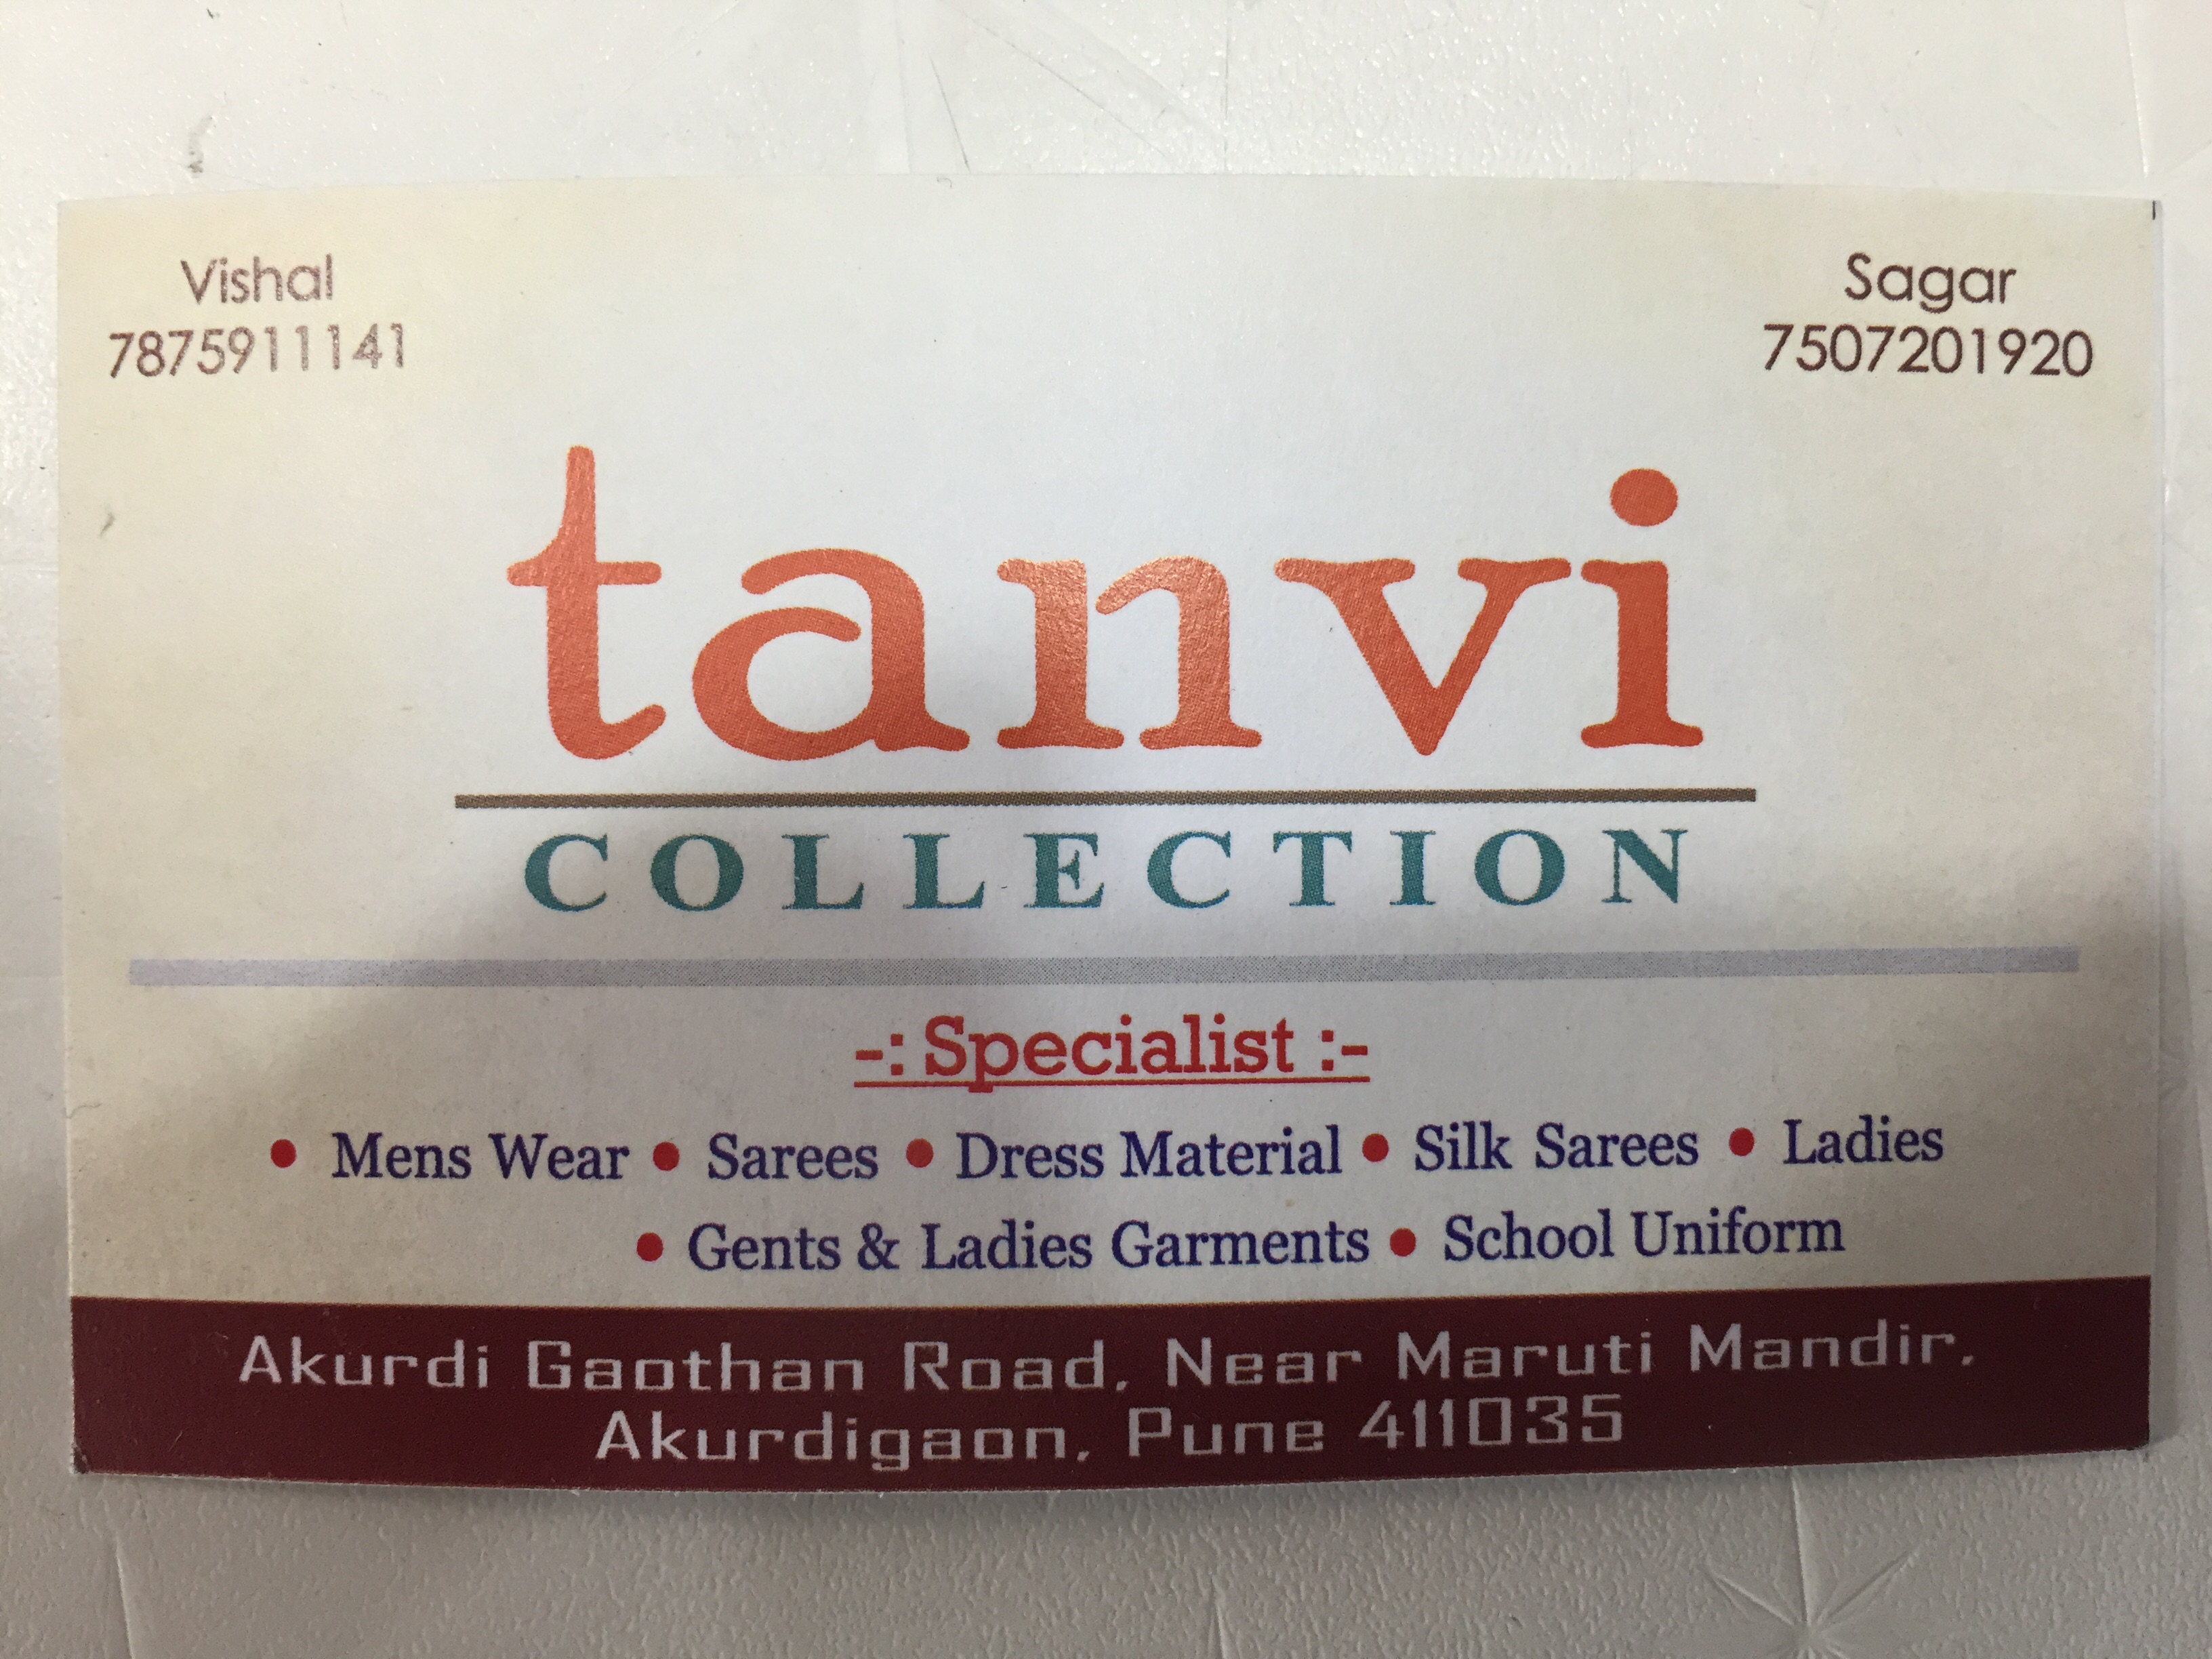 Vishal
7875911141
Sagar
7507201920
tanvi
COLLECTION
-: Specialist :-
• Mens Wear • Sarees • Dress Material • Silk Sarees • Ladies
• Gents & Ladies Garments • School Uniform
Akurdi Gaothan Road, Near Maruti Mandir,
Akurdigaon, Pune 411035